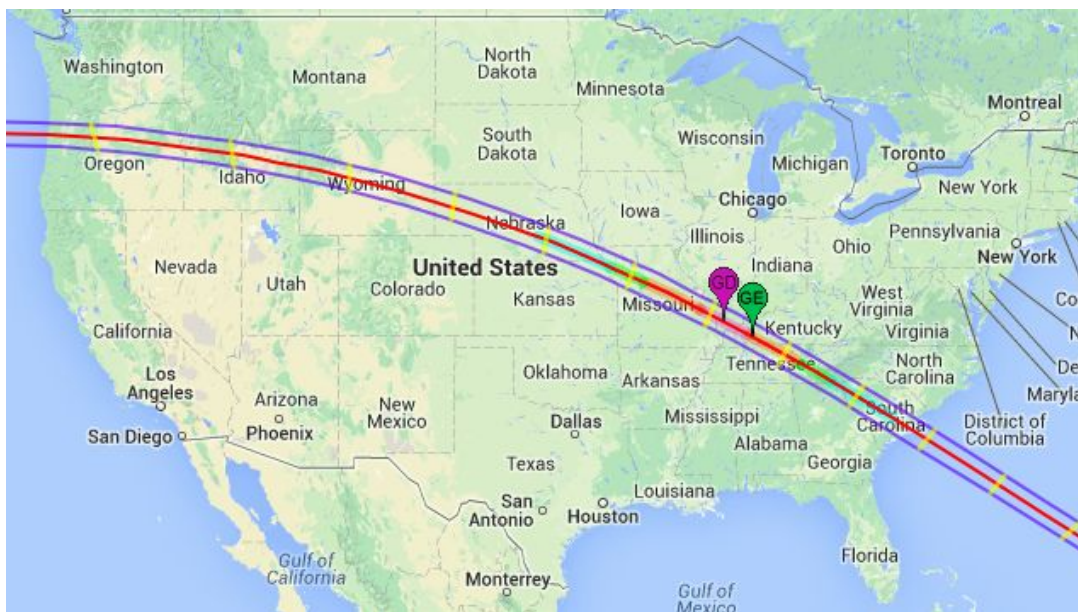 Washington
Montana
North
Dakota
Minnesota
Montreal
Oregon
Idaho
Wyoming
South
Dakota
Wisconsin
Michigan
Toronto
New York
Nebraska
Iowa
Chicago
Illinois
Indiana
Ohio
Pennsylvania
New York
Nevada
Utah
Colorado
United States
Kansas
Missouri
GD
GE
Kentucky
West
Virginia
Virginia
California
Los
Angeles
San Diego
Arizona
Phoenix
New
Mexico
Oklahoma
Arkansas
Tennessee
North
Carolina
South
Carolina
Mississippi
Alabama
Georgia
Dallas
Texas
San
Antonio
Houston
Louisiana
District of
Columbia
Florida
Gulf of
California
Monterrey
Gulf of
Mexico
Co
N
De
Maryla